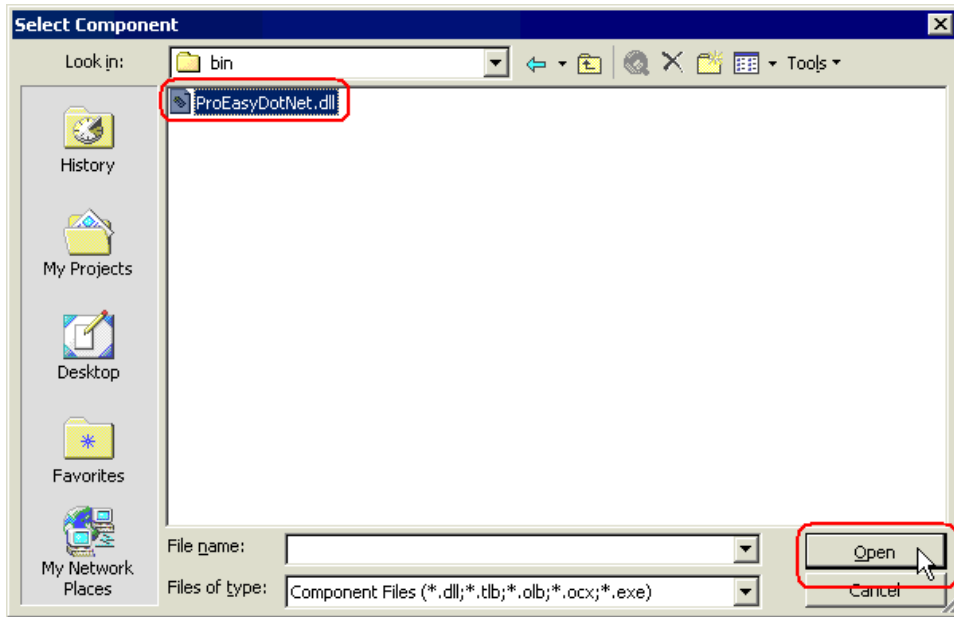 Select Component
Look in:
bin
Tools
ProEasyDotNet.dll
History
My Projects
Desktop
Favorites
My Network
Places
File name:
Open
Files of type:
Component Files (*.dll;*.tlb;*.olb;*.ocx;*.exe)
Cancel